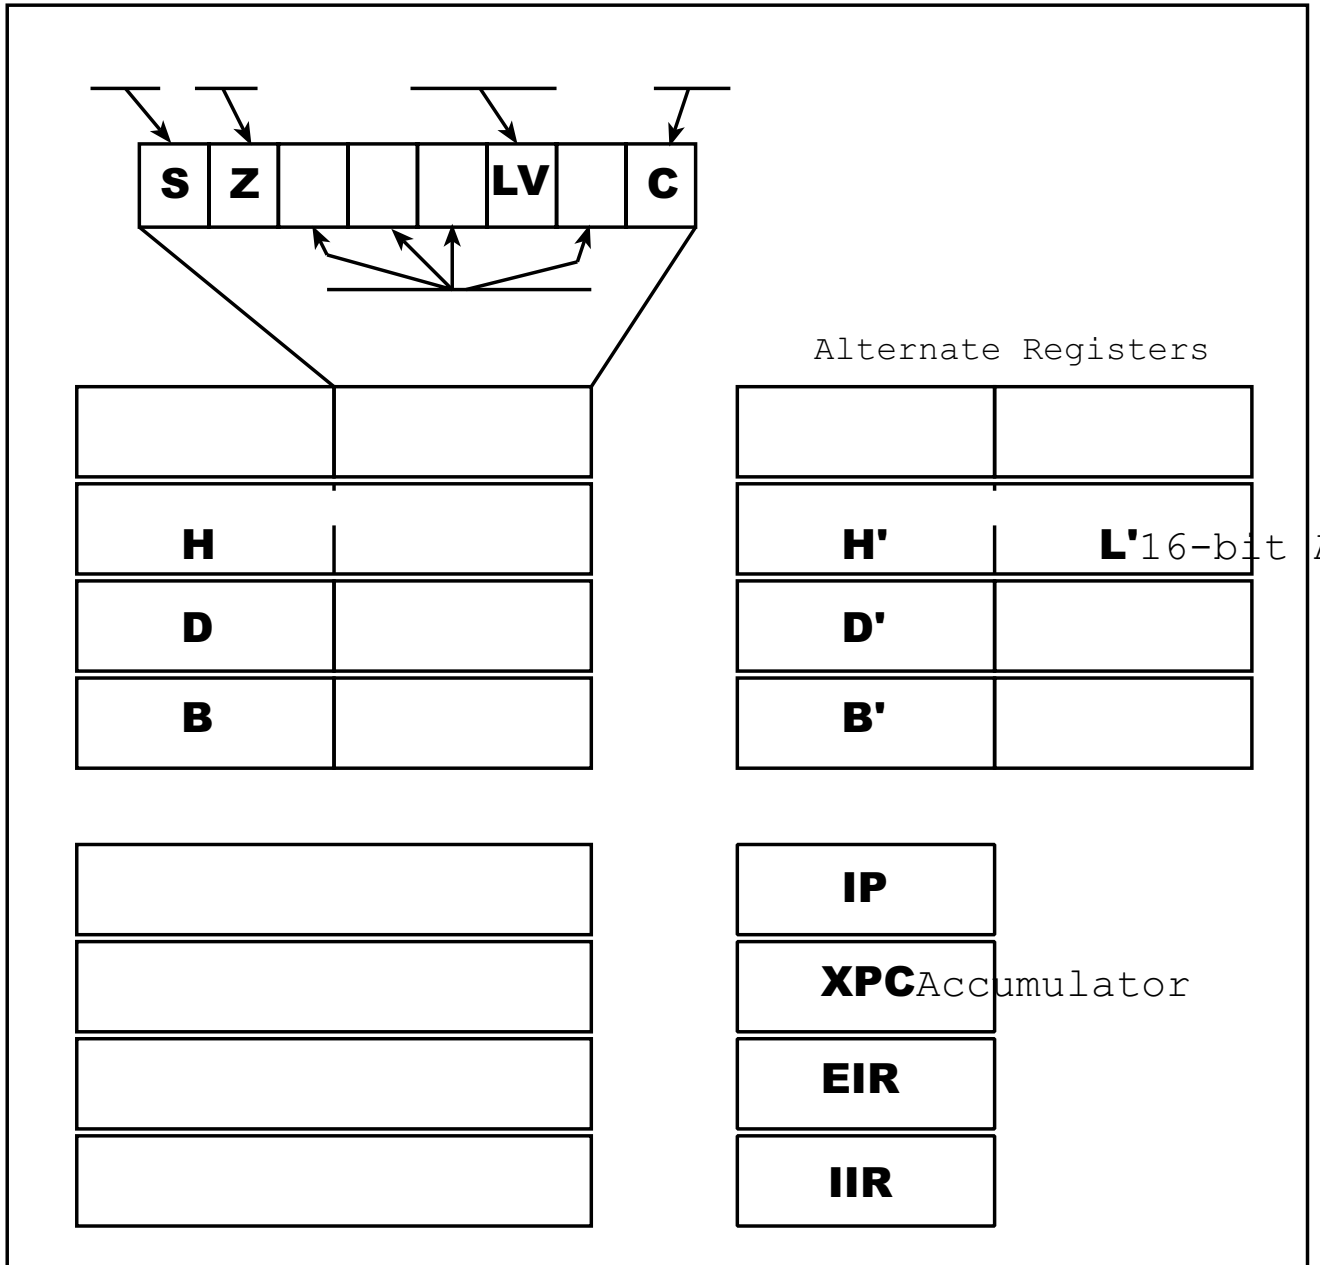 S Z LV C
Alternate Registers
H H' L'16-bit
D D'
B B'
IP
XPCAccumulator
EIR
IIR